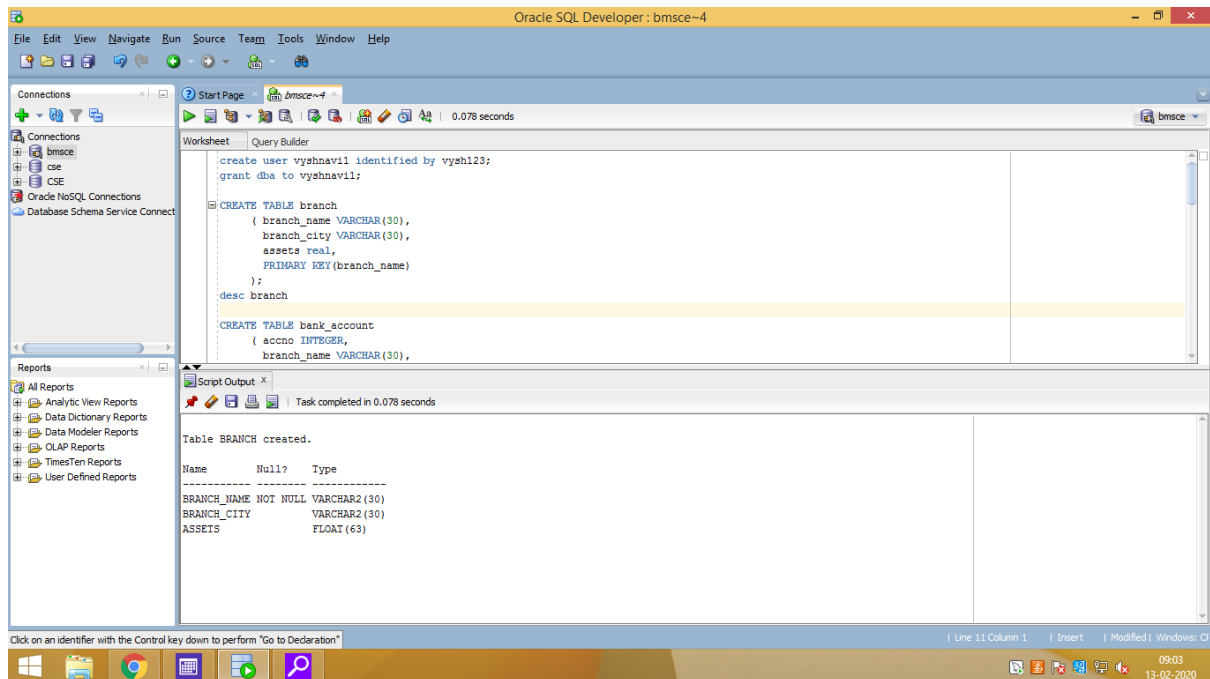 Oracle SQL Developer : bmsce~4
File Edit View Navigate Run Source Team Tools Window Help
Connections
Connections
bmsce
cse
CSE
Oracle NoSQL Connections
Database Schema Service Connect
Reports
All Reports
Analytic View Reports
Data Dictionary Reports
Data Modeler Reports
OLAP Reports
TimesTen Reports
User Defined Reports
Start Page bmsce~4
0.078 seconds
bmsce
Worksheet Query Builder
create user vyshnavi1 identified by vysh123;
grant dba to vyshnavi1;
CREATE TABLE branch
( branch_name VARCHAR(30),
branch_city VARCHAR(30),
assets real,
PRIMARY KEY(branch_name)
);
desc branch
CREATE TABLE bank_account
( accno INTEGER,
branch_name VARCHAR(30),
Script Output
Task completed in 0.078 seconds
Table BRANCH created.
Name Null? Type
----------- -------- ------------
BRANCH_NAME NOT NULL VARCHAR2(30)
BRANCH_CITY VARCHAR2(30)
ASSETS FLOAT(63)
Click on an identifier with the Control key down to perform "Go to Declaration"
| Line 11 Column 1 | Insert | Modified | Windows:
09:03
13-02-2020